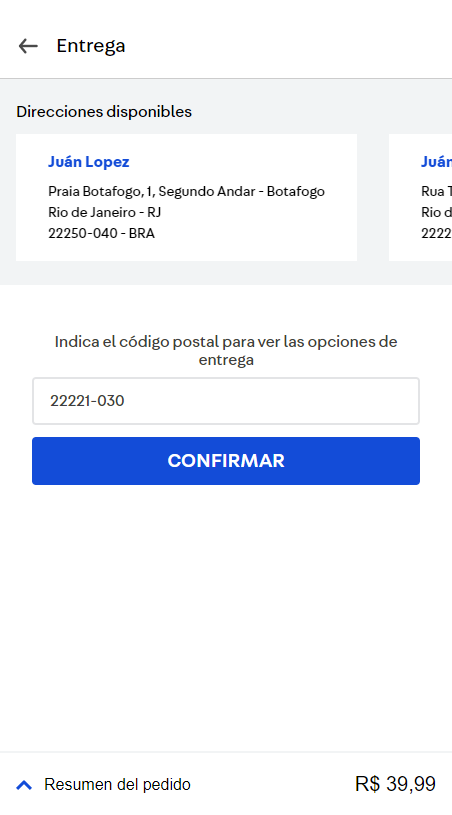 Entrega
Direcciones disponibles
Juán Lopez
Praia Botafogo, 1, Segundo Andar - Botafogo
Rio de Janeiro - RJ
22250-040 - BRA
Juán
Rua
Rio d
2222
Indica el código postal para ver las opciones de
entrega
22221-030
CONFIRMAR
Resumen del pedido
R$ 39,99